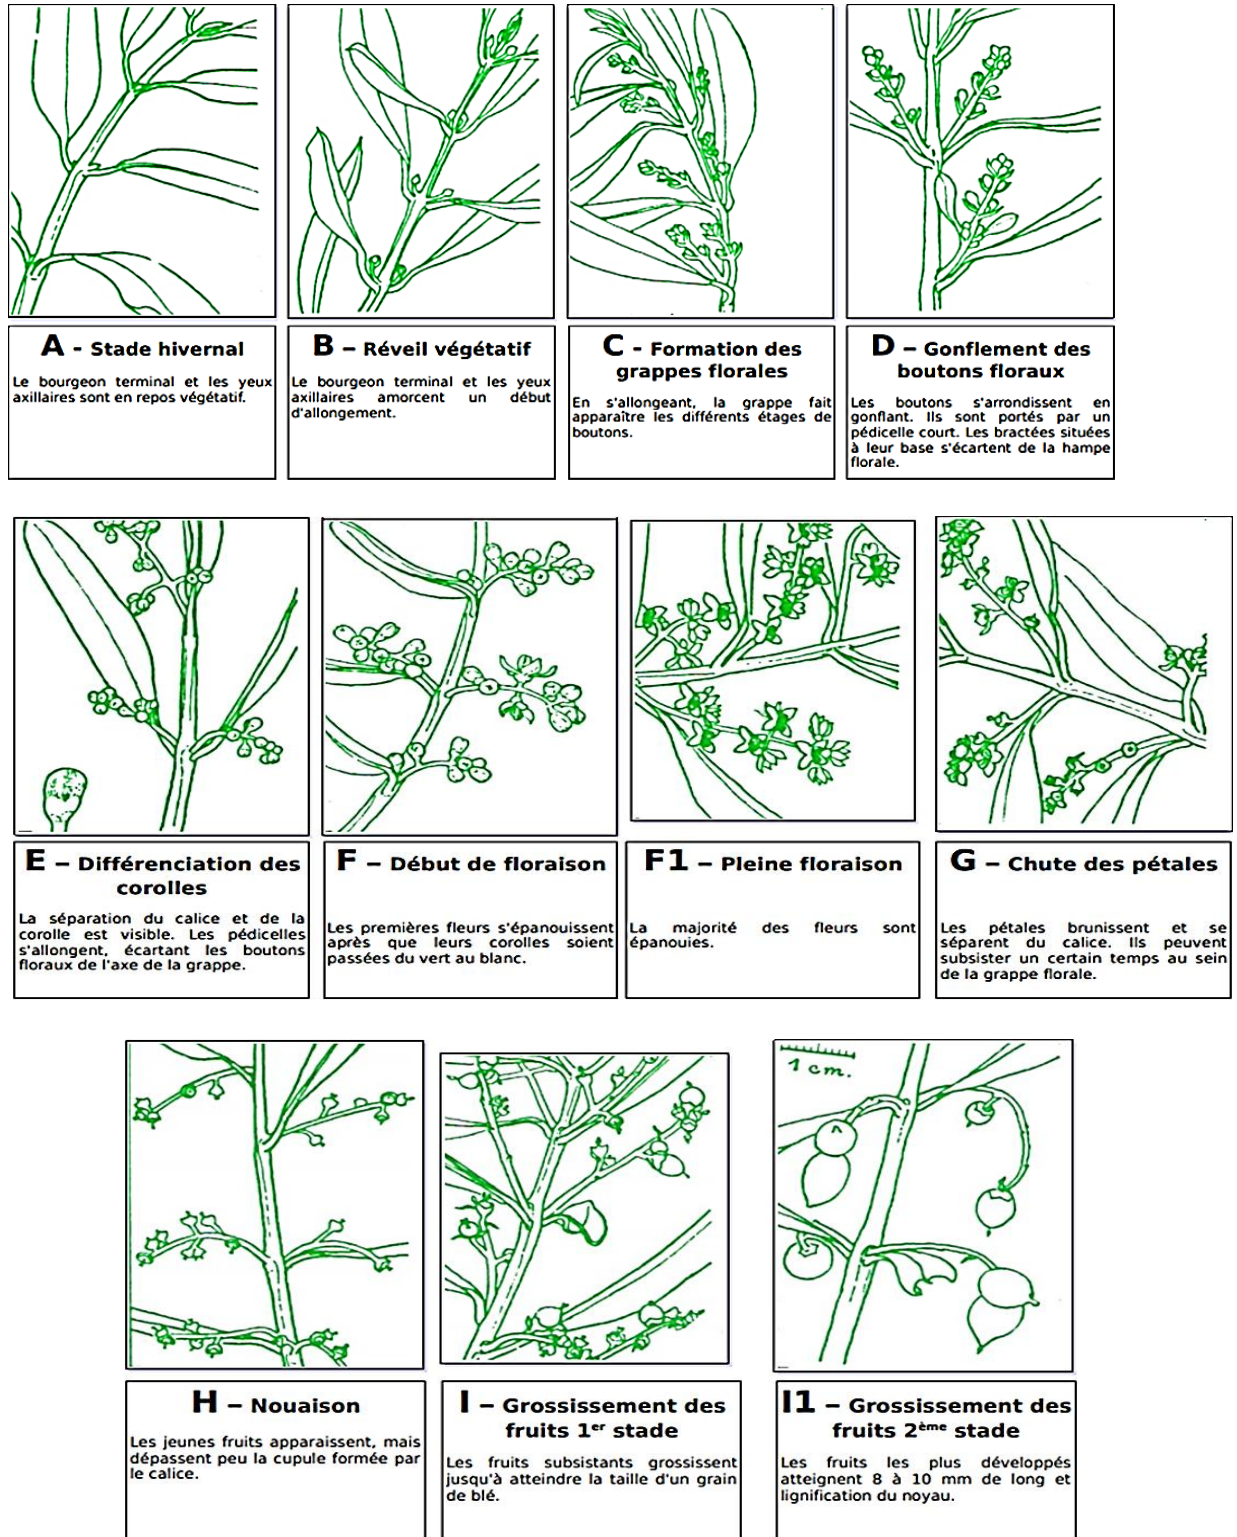 A - Stade hivernal
Le bourgeon terminal et les yeux
axillaires sont en repos végétatif.
B – Réveil végétatif
Le bourgeon terminal et les yeux
axillaires amorcent un début
d'allongement.
C - Formation des
grappes florales
En s'allongeant, la grappe fait
apparaître les différents étages de
boutons.
D – Gonflement des
boutons floraux
Les boutons s'arrondissent en
gonflant. Ils sont portés par un
pédicelle court. Les bractées situées
à leur base s'écartent de la hampe
florale.
E – Différenciation des
corolles
La séparation du calice et de la
corolle est visible. Les pédicelles
s'allongent, écartant les boutons
floraux de l'axe de la grappe.
F – Début de floraison
Les premières fleurs s'épanouissent
après que leurs corolles soient
passées du vert au blanc.
F1 – Pleine floraison
La majorité des fleurs sont
épanouies.
G – Chute des pétales
Les pétales brunissent et se
séparent du calice. Ils peuvent
subsister un certain temps au sein
de la grappe florale.
1 cm.
H – Nouaison
Les jeunes fruits apparaissent, mais
dépassent peu la cupule formée par
le calice.
I – Grossissement des
fruits 1er stade
Les fruits subsistants grossissent
jusqu'à atteindre la taille d'un grain
de blé.
I1 – Grossissement des
fruits 2ème stade
Les fruits les plus développés
atteignent 8 à 10 mm de long et
lignification du noyau.